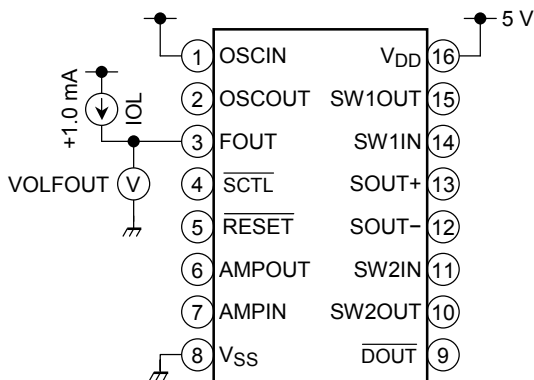 5 V
1 OSCIN
VDD 16
+1.0 mA
IOL
2 OSCOUT
SW1OUT 15
3 FOUT
SW1IN 14
VOLFOUT V
4 SCTL
SOUT+ 13
5 RESET
SOUT− 12
6 AMPOUT
SW2IN 11
7 AMPIN
SW2OUT 10
8 VSS
DOUT 9